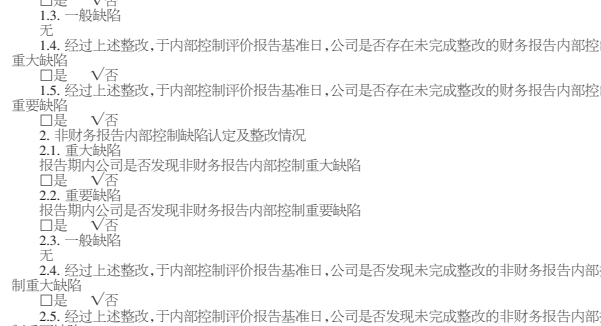 □是 √否
1.3. 一般缺陷
无
1.4. 经过上述整改，于内部控制评价报告基准日，公司是否存在未完成整改的财务报告内部控
重大缺陷
□是 √否
1.5. 经过上述整改，于内部控制评价报告基准日，公司是否存在未完成整改的财务报告内部控
重要缺陷
□是 √否
2. 非财务报告内部控制缺陷认定及整改情况
2.1. 重大缺陷
报告期内公司是否发现非财务报告内部控制重大缺陷
□是 √否
2.2. 重要缺陷
报告期内公司是否发现非财务报告内部控制重要缺陷
□是 √否
2.3. 一般缺陷
无
2.4. 经过上述整改，于内部控制评价报告基准日，公司是否发现未完成整改的非财务报告内部
制重大缺陷
□是 √否
2.5. 经过上述整改，于内部控制评价报告基准日，公司是否发现未完成整改的非财务报告内部